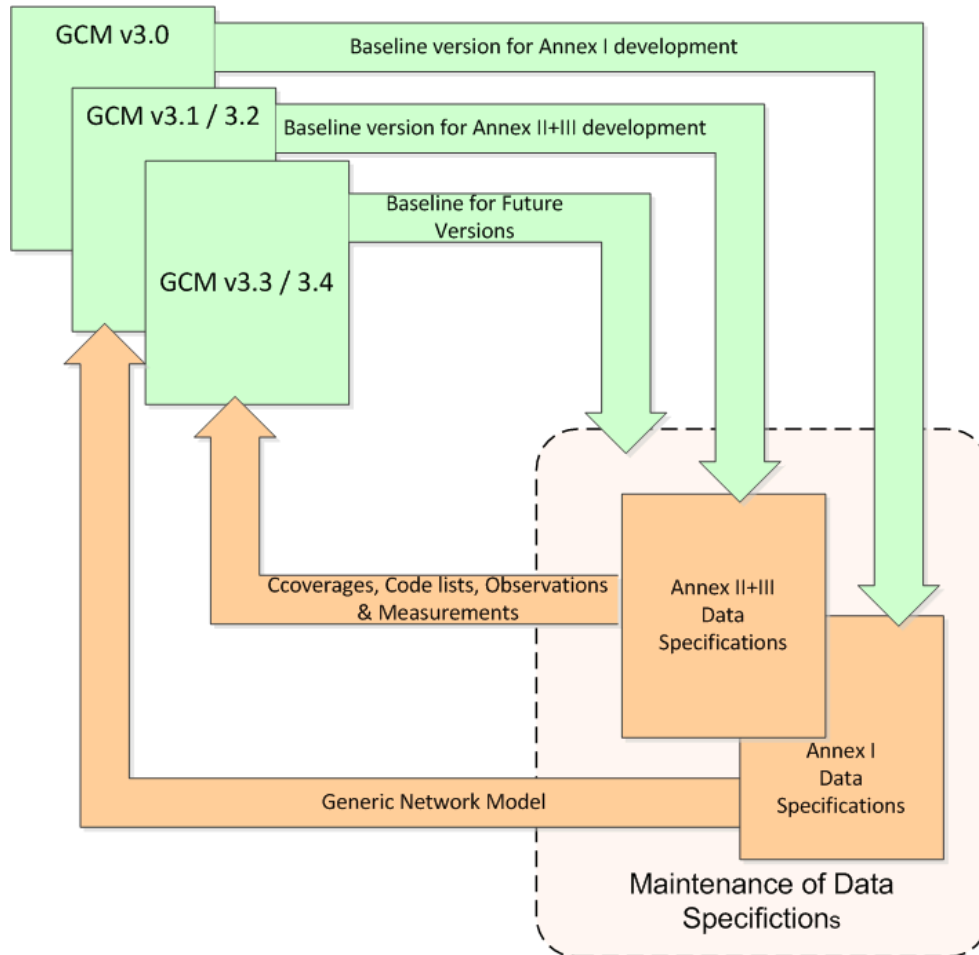 GCM v3.0
Baseline version for Annex I development
GCM v3.1 / 3.2
Baseline version for Annex II+III development
Baseline for Future
Versions
GCM v3.3 / 3.4
Ccoverages, Code lists, Observations
& Measurements
Annex II+III
Data
Specifications
Annex I
Data
Specifications
Generic Network Model
Maintenance of Data
Specifictions